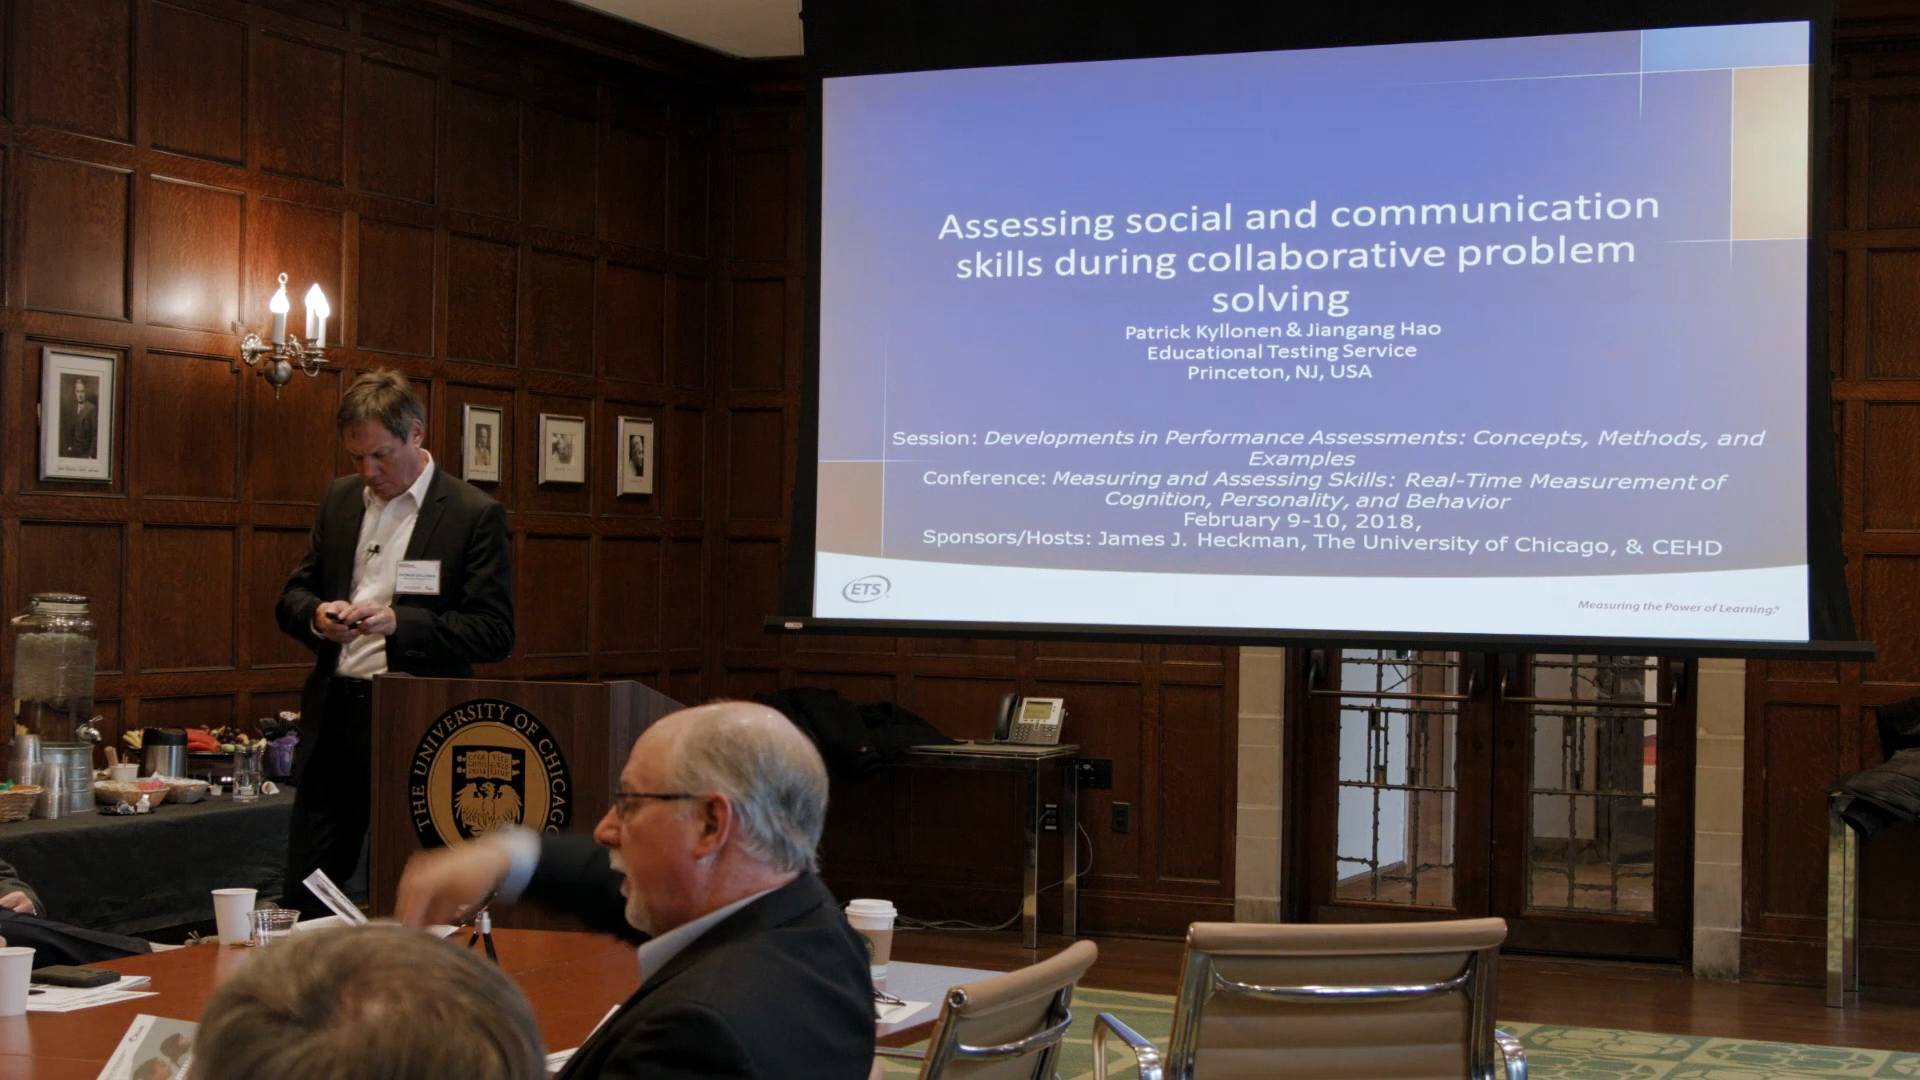 Assessing social and communication
skills during collaborative problem
solving
Patrick Kyllonen & Jiangang Hao
Educational Testing Service
Princeton, NJ, USA
Session: Developments in Performance Assessments: Concepts, Methods, and
Examples
Conference: Measuring and Assessing Skills: Real-Time Measurement of
Cognition, Personality, and Behavior
February 9-10, 2018,
Sponsors/Hosts: James J. Heckman, The University of Chicago, & CEHD
ETS
Measuring the Power of Learning.®
THE UNIVERSITY OF CHICAGO